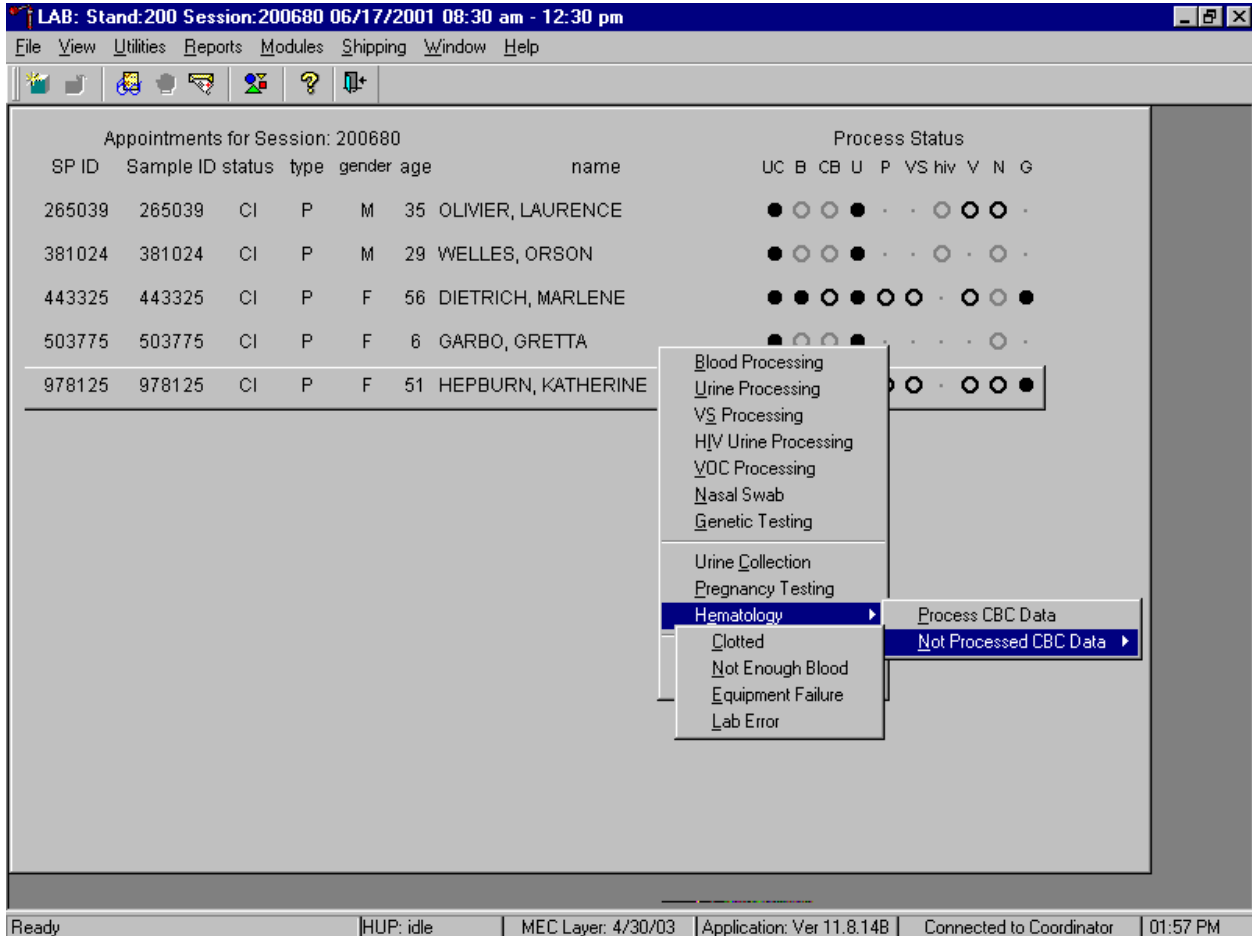 LAB: Stand:200 Session:200680 06/17/2001 08:30 am - 12:30 pm
File View Utilities Reports Modules Shipping Window Help
Appointments for Session: 200680 Process Status
SP ID Sample ID status type gender age name UC B CB U P VS hiv V N G
265039 265039 CI P M 35 OLIVIER, LAURENCE
381024 381024 CI P M 29 WELLES, ORSON
443325 443325 CI P F 56 DIETRICH, MARLENE
503775 503775 CI P F 6 GARBO, GRETTA
978125 978125 CI P F 51 HEPBURN, KATHERINE
Blood Processing
Urine Processing
VS Processing
HIV Urine Processing
VOC Processing
Nasal Swab
Genetic Testing
Urine Collection
Pregnancy Testing
Hematology
Process CBC Data
Not Processed CBC Data
Clotted
Not Enough Blood
Equipment Failure
Lab Error
Ready HUP: idle MEC Layer: 4/30/03 Application: Ver 11.8.14B Connected to Coordinator 01:57 PM